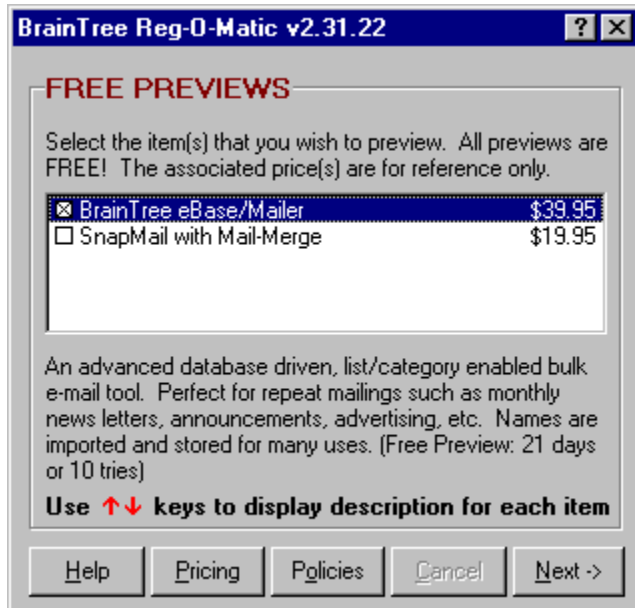 BrainTree Reg-O-Matic v2.31.22
FREE PREVIEWS
Select the item(s) that you wish to preview. All previews are
FREE! The associated price(s) are for reference only.
BrainTree eBase/Mailer $39.95
SnapMail with Mail-Merge $19.95
An advanced database driven, list/category enabled bulk
e-mail tool. Perfect for repeat mailings such as monthly
news letters, announcements, advertising, etc. Names are
imported and stored for many uses. (Free Preview: 21 days
or 10 tries)
Use ↑↓ keys to display description for each item
Help Pricing Policies Cancel Next ->